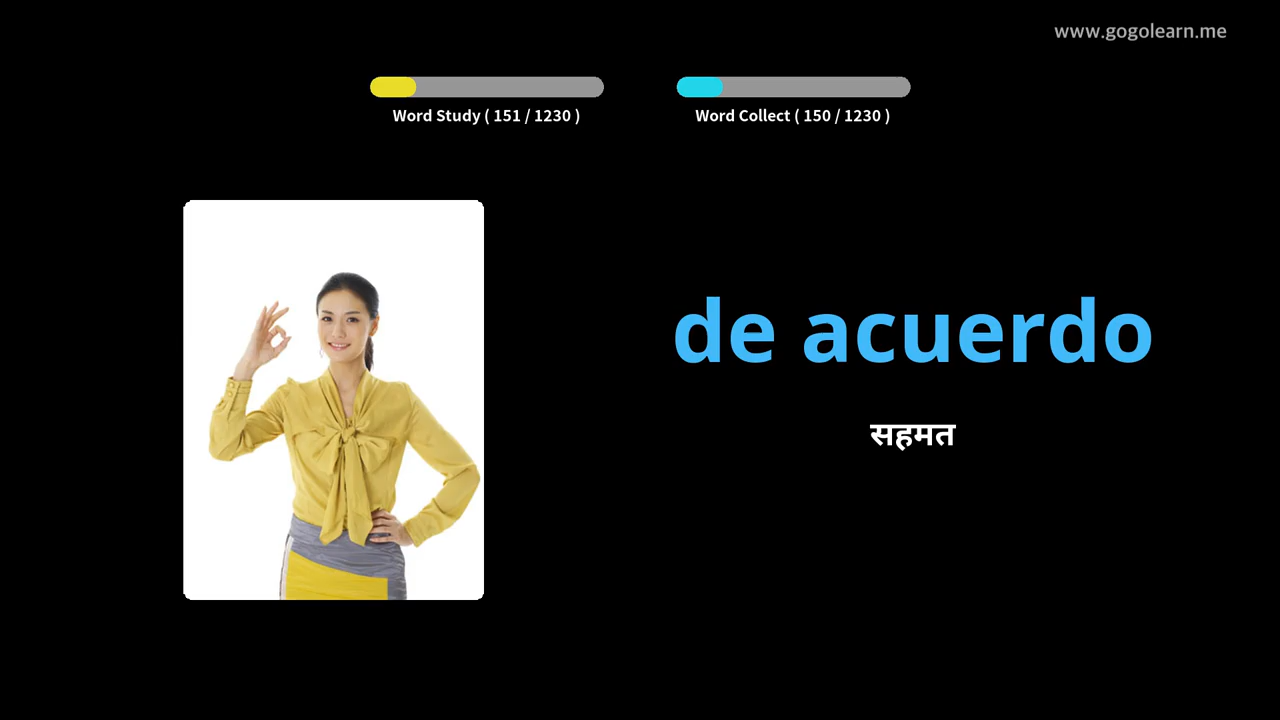 www.gogolearn.me
Word Study ( 151 / 1230 )
Word Collect ( 150 / 1230 )
de acuerdo
सहमत